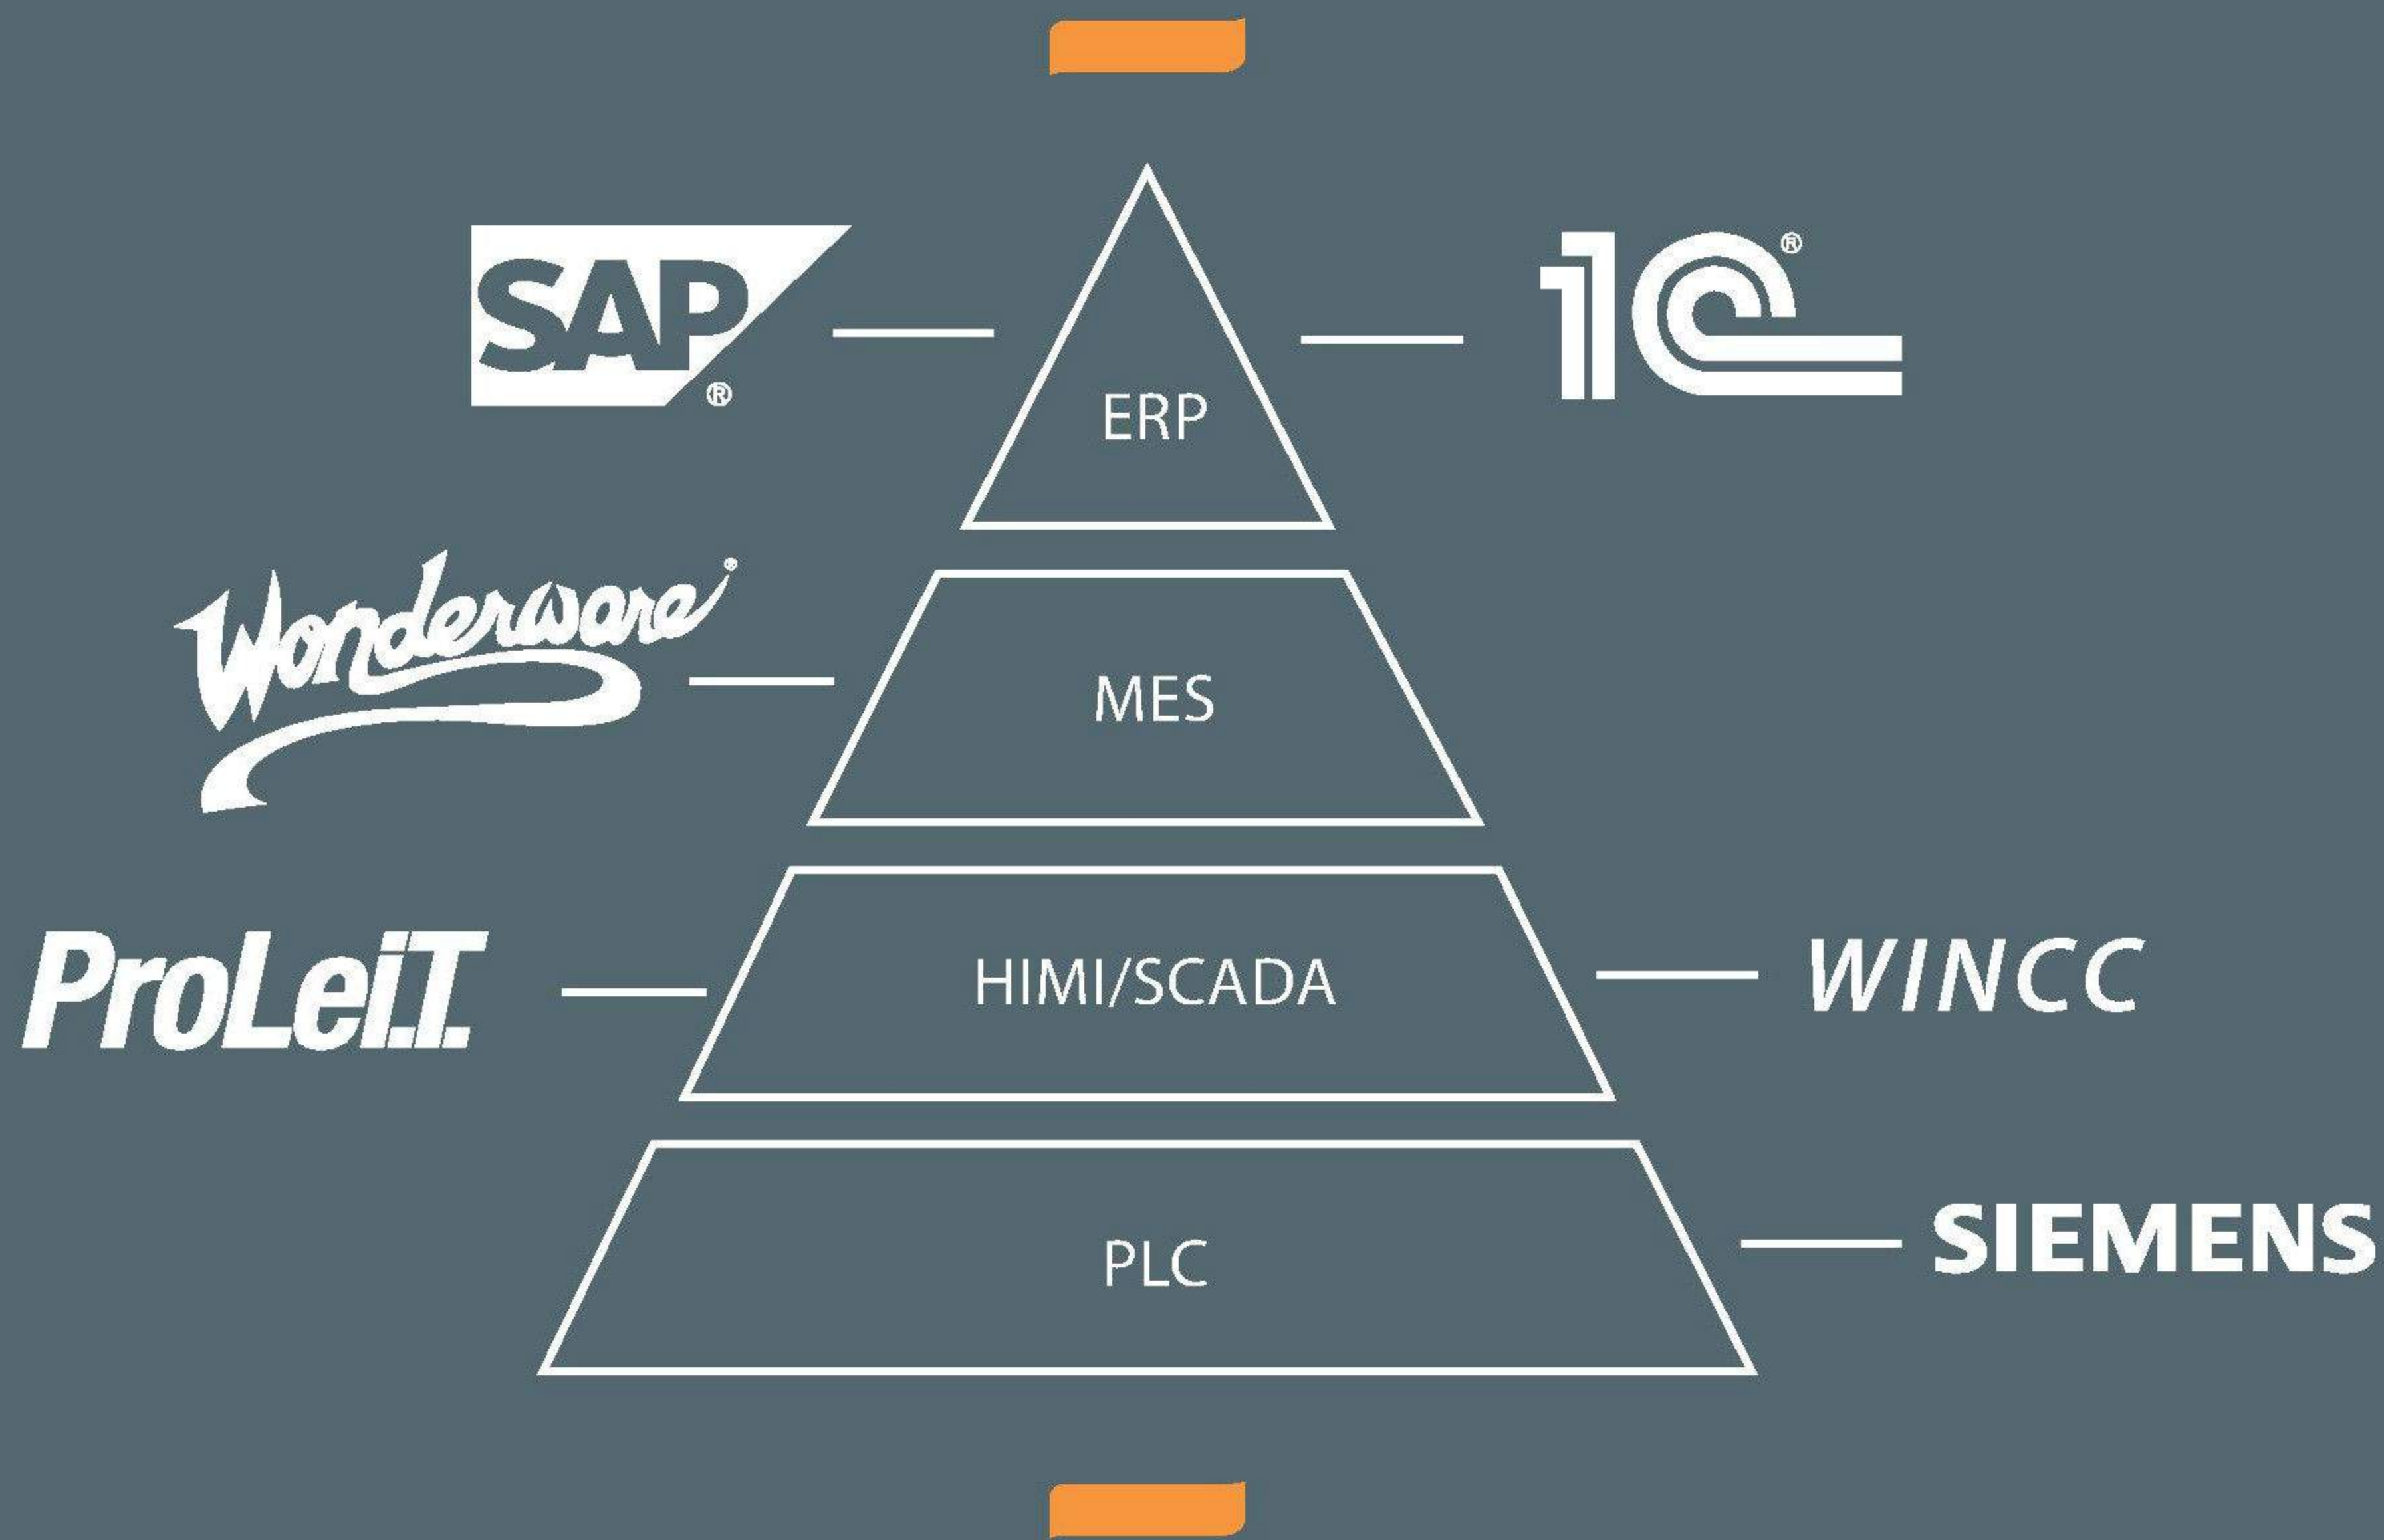 SAP®
1C®
ERP
Wonderware®
MES
ProLeiT
HIMI/SCADA
WINCC
PLC
SIEMENS